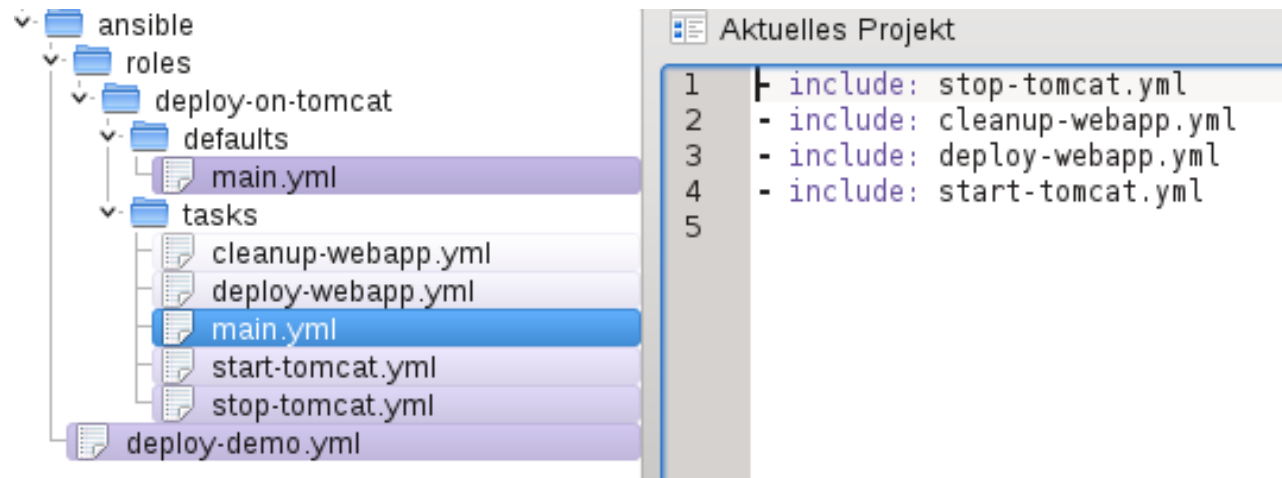 ansible
roles
deploy-on-tomcat
defaults
main.yml
tasks
cleanup-webapp.yml
deploy-webapp.yml
main.yml
start-tomcat.yml
stop-tomcat.yml
deploy-demo.yml
Aktuelles Projekt
1 - include: stop-tomcat.yml
2 - include: cleanup-webapp.yml
3 - include: deploy-webapp.yml
4 - include: start-tomcat.yml
5